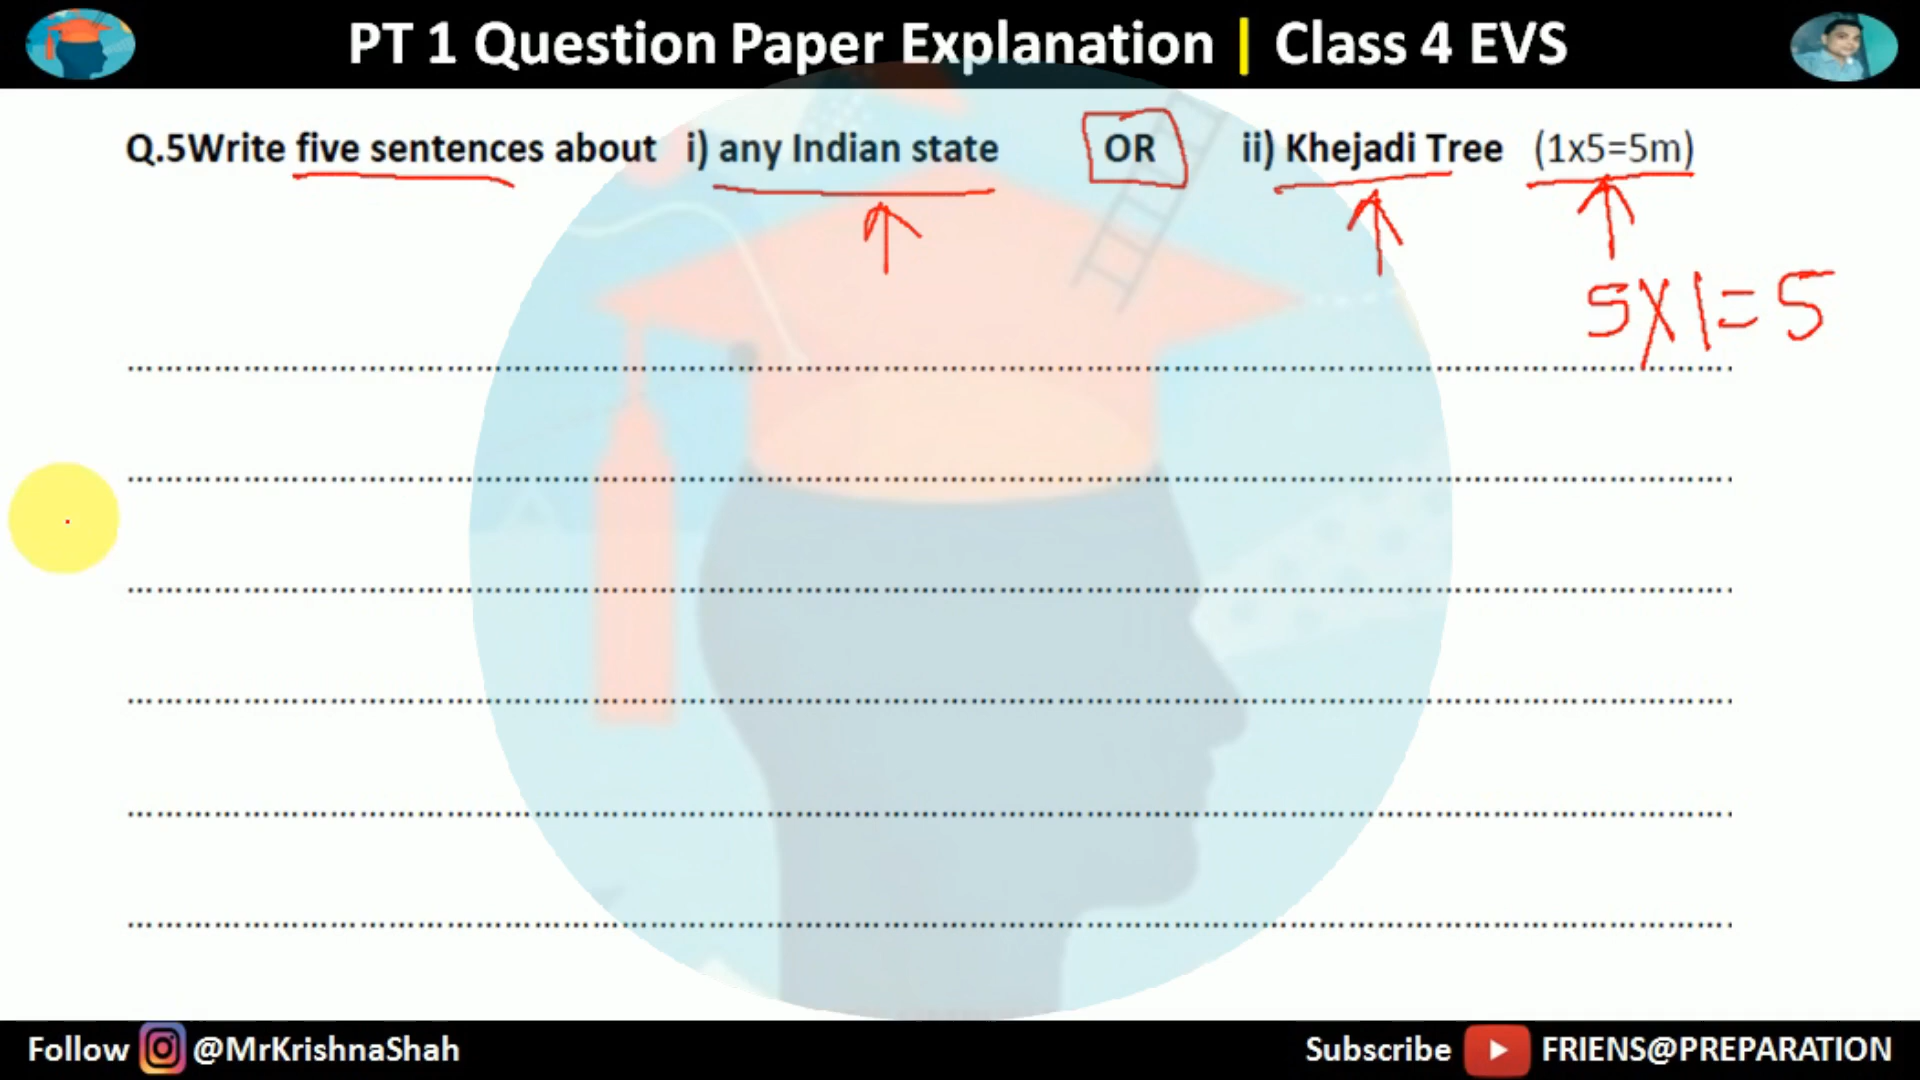 PT 1 Question Paper Explanation | Class 4 EVS
Q.5Write five sentences about i) any Indian state OR ii) Khejadi Tree (1x5=5m)
5X1=5
Follow @MrKrishnaShah Subscribe FRIENS@PREPARATION